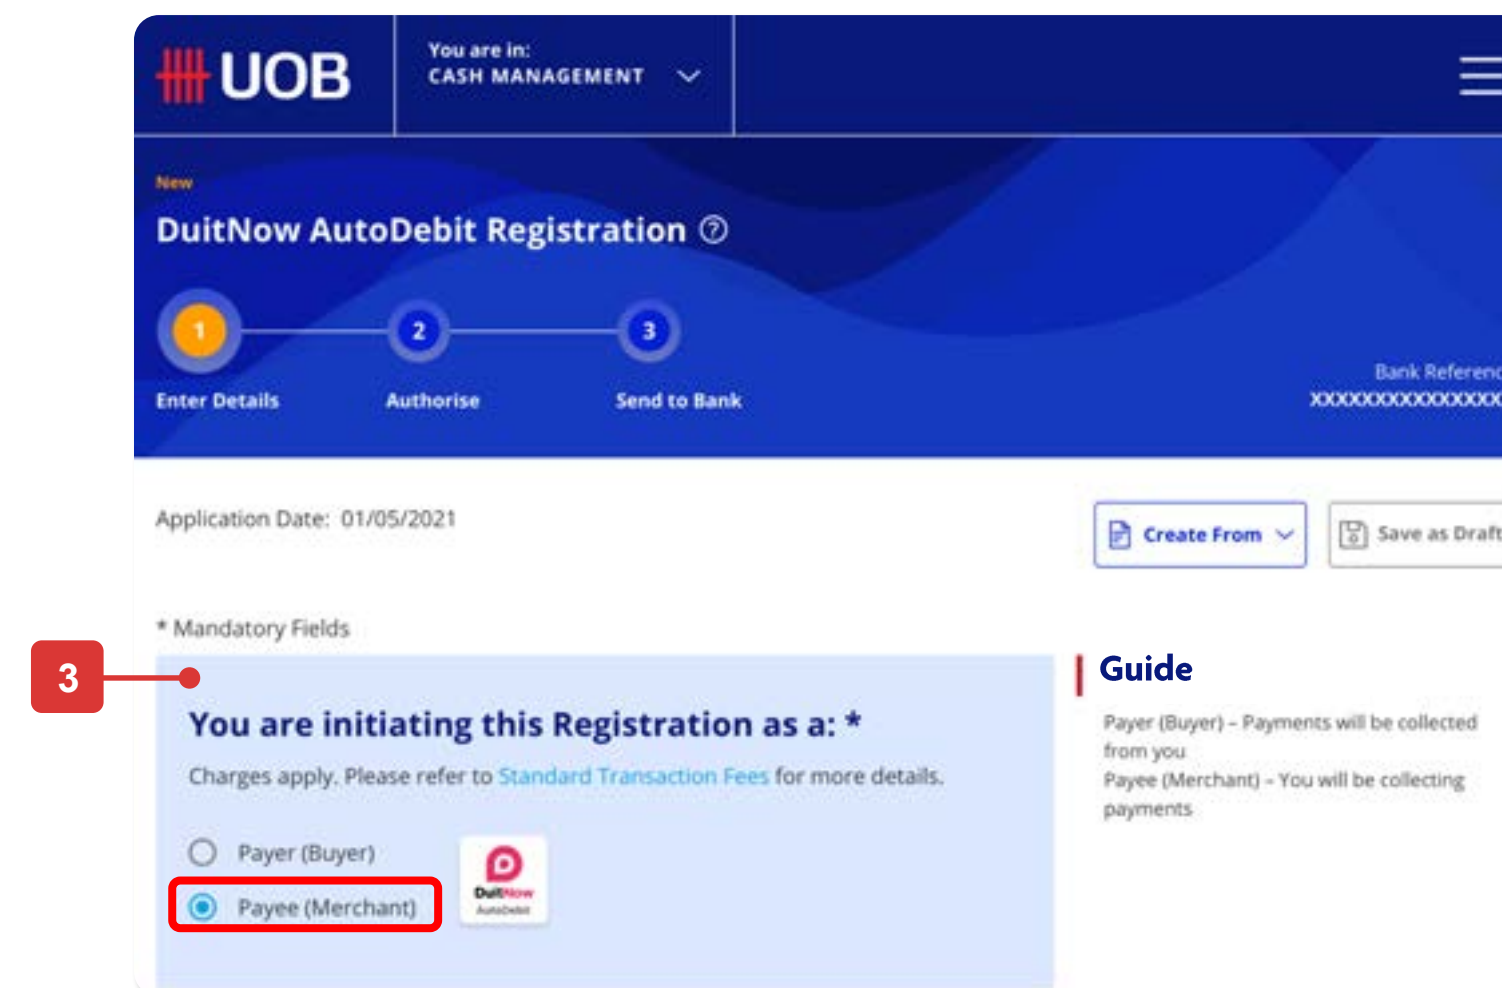 UOB
You are in:
CASH MANAGEMENT
New
DuitNow AutoDebit Registration ?
1
2
3
Enter Details
Authorise
Send to Bank
Bank Referenc
XXXXXXXXXXXXXXX
Application Date: 01/05/2021
Create From
Save as Draft
* Mandatory Fields
3
You are initiating this Registration as a: *
Charges apply. Please refer to Standard Transaction Fees for more details.
Payer (Buyer)
Payee (Merchant)
DuitNow
AutoDebit
Guide
Payer (Buyer) – Payments will be collected
from you
Payee (Merchant) – You will be collecting
payments